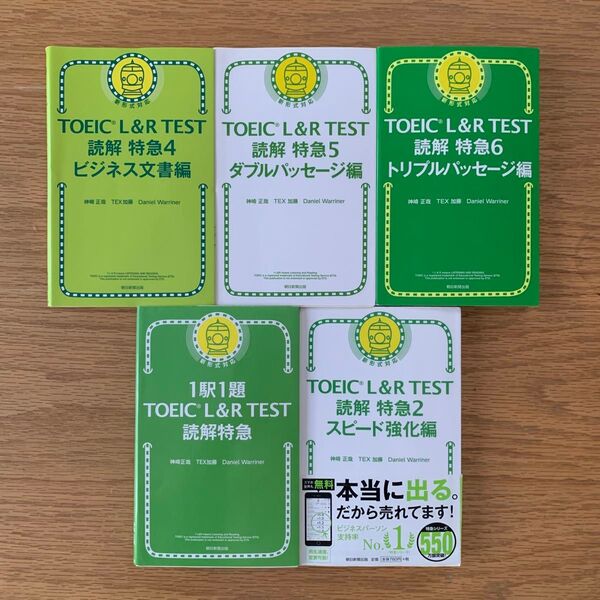 新形式対応
TOEIC® L&R TEST
読解 特急4
ビジネス文書編
神崎 正哉 TEX 加藤 Daniel Warriner
朝日新聞出版
新形式対応
TOEIC® L&R TEST
読解 特急5
ダブルパッセージ編
神崎 正哉 TEX 加藤 Daniel Warriner
朝日新聞出版
新形式対応
TOEIC® L&R TEST
読解 特急6
トリプルパッセージ編
神崎 正哉 TEX 加藤 Daniel Warriner
朝日新聞出版
新形式対応
1駅1題
TOEIC® L&R TEST
読解特急
神崎 正哉 TEX加藤 Daniel Warriner
朝日新聞出版
新形式対応
TOEIC® L&R TEST
読解 特急2
スピード強化編
神崎 正哉 TEX 加藤 Daniel Warriner
無料
本当に出る。
だから売れてます!
ビジネスパーソン
支持率
No.1
特急シリーズ
550
万部突破!
朝日新聞出版